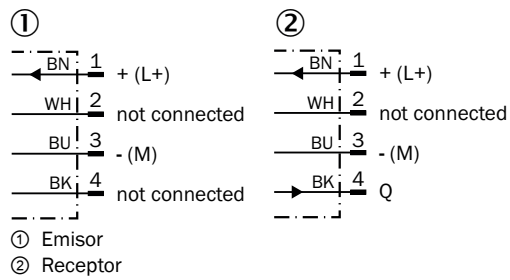 ① ②
BN 1 + (L+) BN 1 + (L+)
WH 2 not connected WH 2 not connected
BU 3 - (M) BU 3 - (M)
BK 4 not connected BK 4 Q
① Emisor
② Receptor